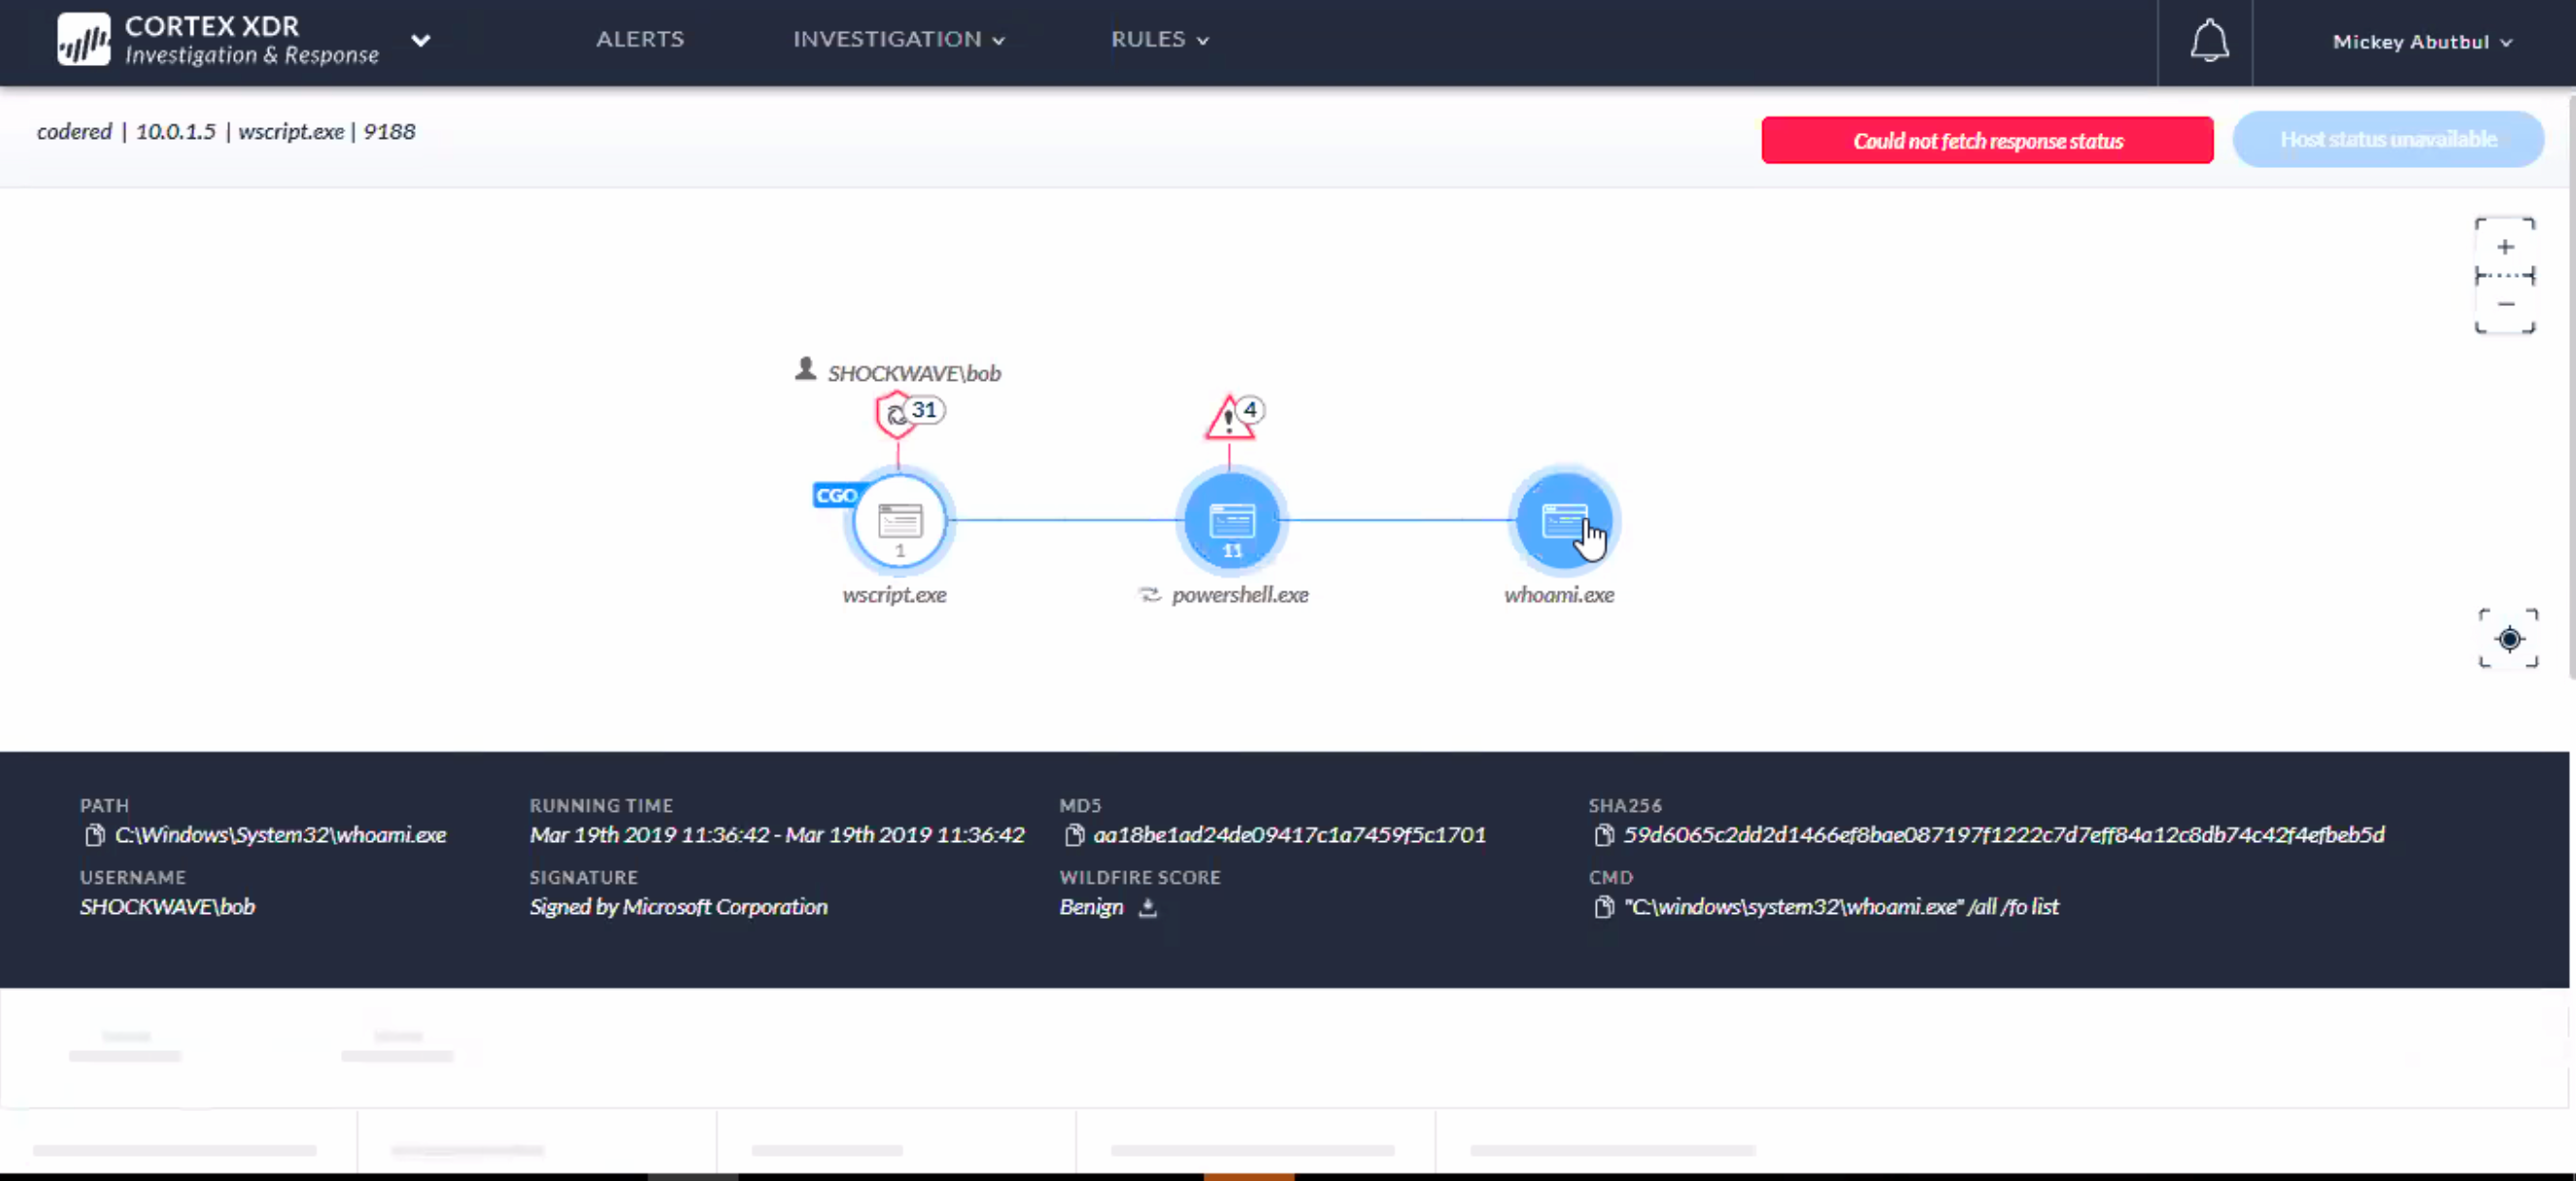 CORTEX XDR
Investigation & Response
ALERTS
INVESTIGATION
RULES
Mickey Abutbul
codered | 10.0.1.5 | wscript.exe | 9188
Could not fetch response status
Host status unavailable
SHOCKWAVE\bob
31
4
CGO
1
11
wscript.exe
powershell.exe
whoami.exe
PATH
C:\Windows\System32\whoami.exe
RUNNING TIME
Mar 19th 2019 11:36:42 - Mar 19th 2019 11:36:42
MD5
aa18be1ad24de09417c1a7459f5c1701
SHA256
59d6065c2dd2d1466ef8bae087197f1222c7d7eff84a12c8db74c42f4efbeb5d
USERNAME
SHOCKWAVE\bob
SIGNATURE
Signed by Microsoft Corporation
WILDFIRE SCORE
Benign
CMD
"C:\windows\system32\whoami.exe" /all /fo list